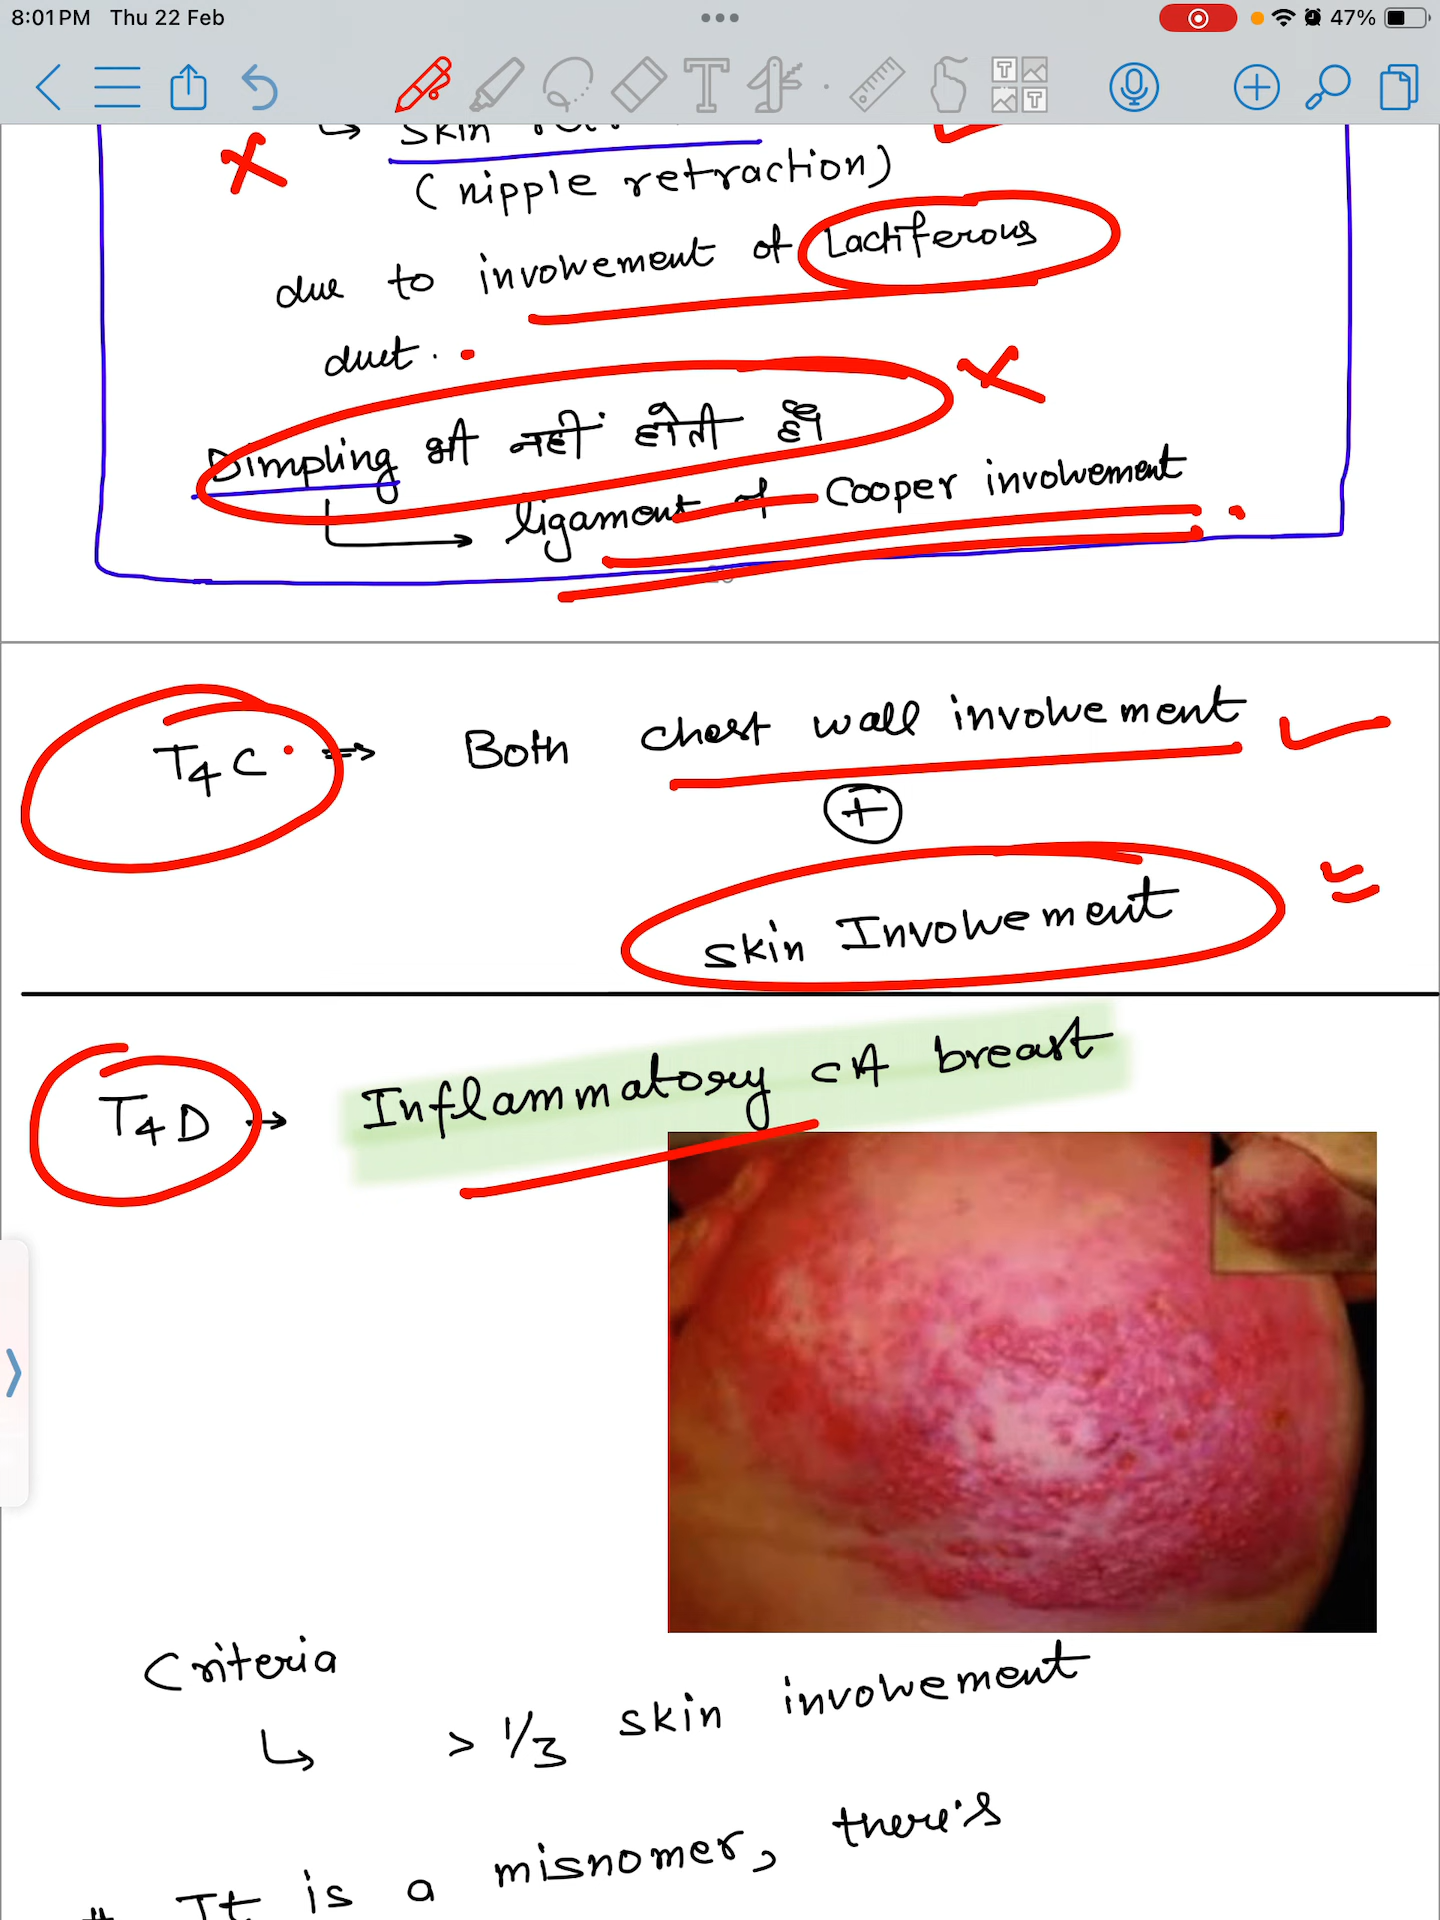 8:01 PM Thu 22 Feb 47%
↳ skin
(nipple retraction)
due to involvement of Lactiferous
duct.
Dimpling भी नहीं होती है
ligament of Cooper involvement
T4C ⇒ Both chest wall involvement
+
skin Involvement
T4D → Inflammatory CA breast
Criteria
↳ > 1/3 skin involvement
# It is a misnomer, there's